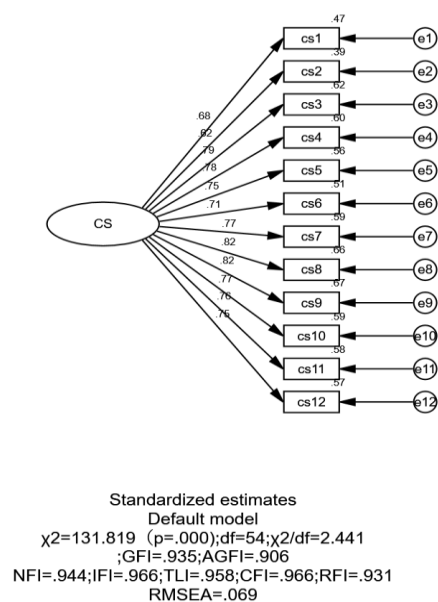 .47
cs1
e1
.39
cs2
e2
.62
cs3
e3
.60
cs4
e4
.56
cs5
e5
.51
cs6
e6
.59
cs7
e7
.66
cs8
e8
.67
cs9
e9
.59
cs10
e10
.58
cs11
e11
.57
cs12
e12
.68
.62
.79
.78
.75
.71
.77
.82
.82
.77
.76
.75
CS
Standardized estimates
Default model
χ2=131.819（p=.000);df=54;χ2/df=2.441
;GFI=.935;AGFI=.906
NFI=.944;IFI=.966;TLI=.958;CFI=.966;RFI=.931
RMSEA=.069